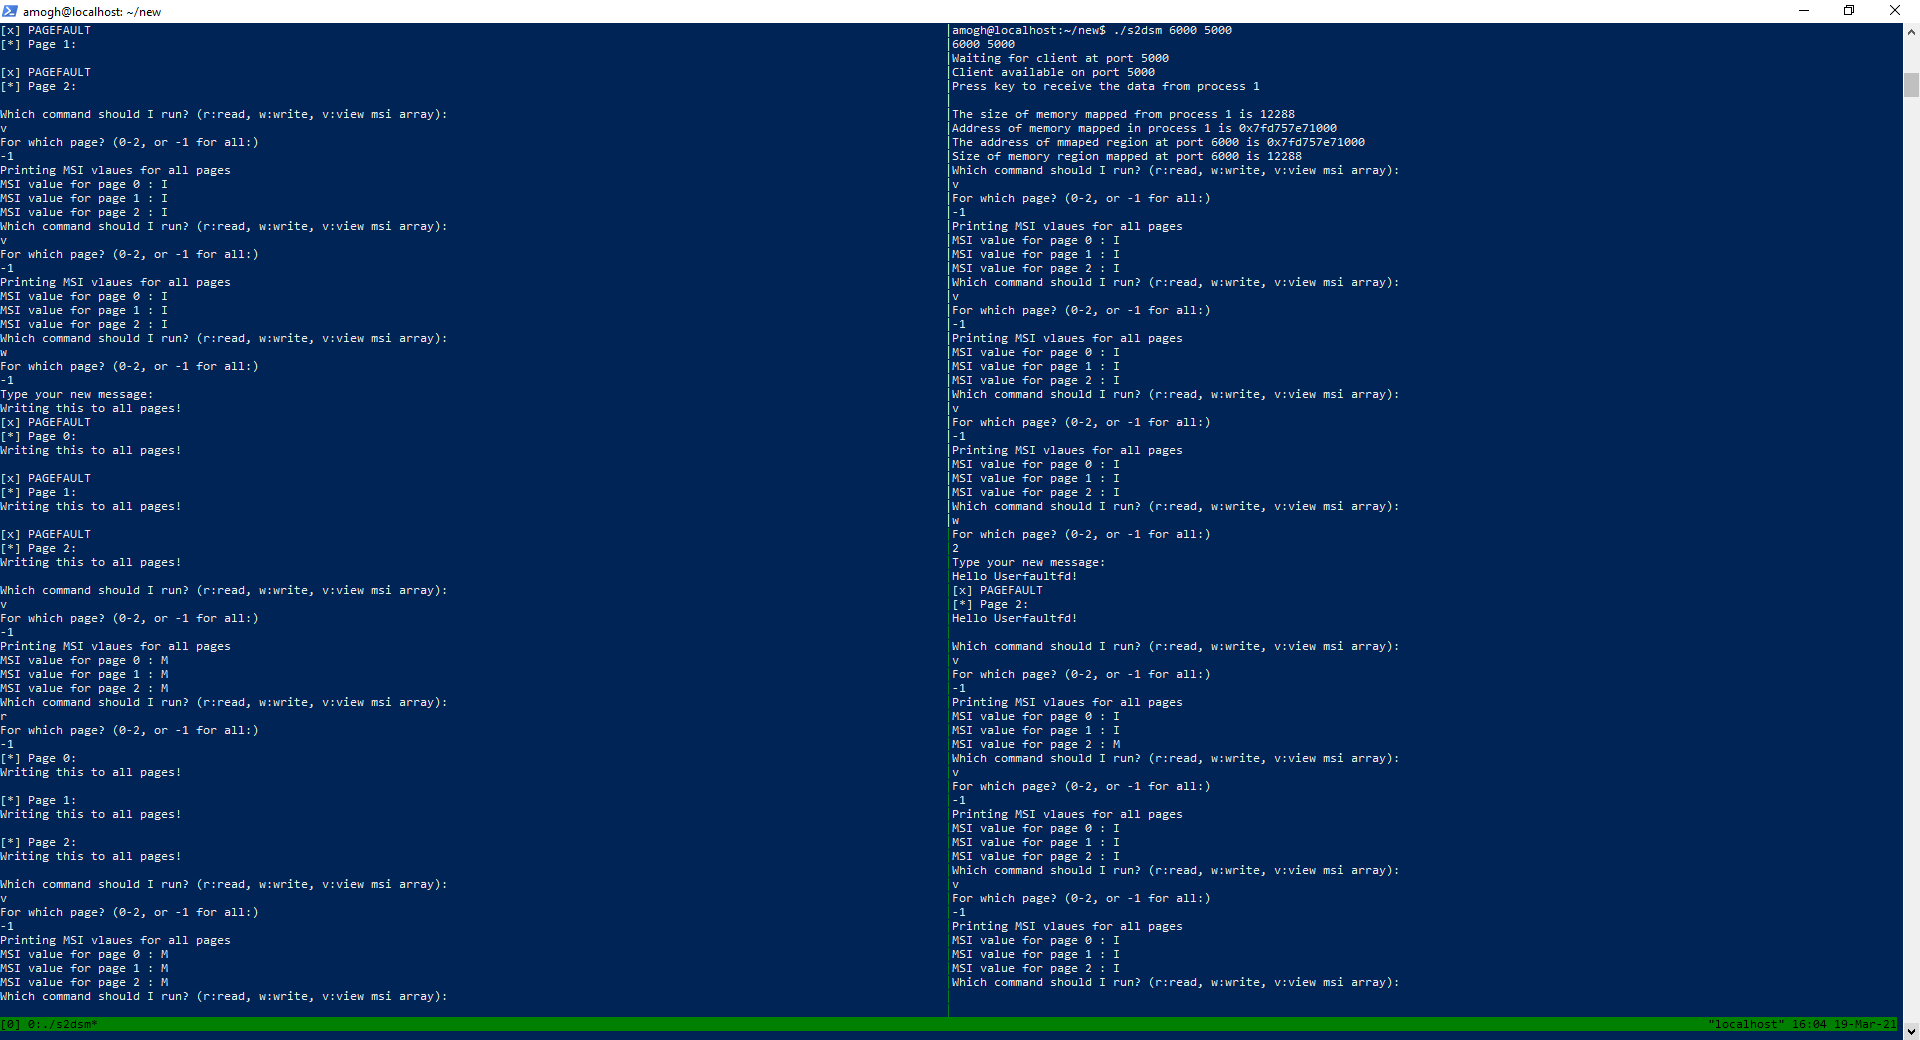 amogh@localhost: ~/new
[x] PAGEFAULT
[*] Page 1:
[x] PAGEFAULT
[*] Page 2:
Which command should I run? (r:read, w:write, v:view msi array):
v
For which page? (0-2, or -1 for all:)
-1
Printing MSI vlaues for all pages
MSI value for page 0 : I
MSI value for page 1 : I
MSI value for page 2 : I
Which command should I run? (r:read, w:write, v:view msi array):
v
For which page? (0-2, or -1 for all:)
-1
Printing MSI vlaues for all pages
MSI value for page 0 : I
MSI value for page 1 : I
MSI value for page 2 : I
Which command should I run? (r:read, w:write, v:view msi array):
w
For which page? (0-2, or -1 for all:)
-1
Type your new message:
Writing this to all pages!
[x] PAGEFAULT
[*] Page 0:
Writing this to all pages!
[x] PAGEFAULT
[*] Page 1:
Writing this to all pages!
[x] PAGEFAULT
[*] Page 2:
Writing this to all pages!
Which command should I run? (r:read, w:write, v:view msi array):
v
For which page? (0-2, or -1 for all:)
-1
Printing MSI vlaues for all pages
MSI value for page 0 : M
MSI value for page 1 : M
MSI value for page 2 : M
Which command should I run? (r:read, w:write, v:view msi array):
r
For which page? (0-2, or -1 for all:)
-1
[*] Page 0:
Writing this to all pages!
[*] Page 1:
Writing this to all pages!
[*] Page 2:
Writing this to all pages!
Which command should I run? (r:read, w:write, v:view msi array):
v
For which page? (0-2, or -1 for all:)
-1
Printing MSI vlaues for all pages
MSI value for page 0 : M
MSI value for page 1 : M
MSI value for page 2 : M
Which command should I run? (r:read, w:write, v:view msi array):
amogh@localhost:~/new$ ./s2dsm 6000 5000
6000 5000
Waiting for client at port 5000
Client available on port 5000
Press key to receive the data from process 1
The size of memory mapped from process 1 is 12288
Address of memory mapped in process 1 is 0x7fd757e71000
The address of mmaped region at port 6000 is 0x7fd757e71000
Size of memory region mapped at port 6000 is 12288
Which command should I run? (r:read, w:write, v:view msi array):
v
For which page? (0-2, or -1 for all:)
-1
Printing MSI vlaues for all pages
MSI value for page 0 : I
MSI value for page 1 : I
MSI value for page 2 : I
Which command should I run? (r:read, w:write, v:view msi array):
v
For which page? (0-2, or -1 for all:)
-1
Printing MSI vlaues for all pages
MSI value for page 0 : I
MSI value for page 1 : I
MSI value for page 2 : I
Which command should I run? (r:read, w:write, v:view msi array):
v
For which page? (0-2, or -1 for all:)
-1
Printing MSI vlaues for all pages
MSI value for page 0 : I
MSI value for page 1 : I
MSI value for page 2 : I
Which command should I run? (r:read, w:write, v:view msi array):
w
For which page? (0-2, or -1 for all:)
2
Type your new message:
Hello Userfaultfd!
[x] PAGEFAULT
[*] Page 2:
Hello Userfaultfd!
Which command should I run? (r:read, w:write, v:view msi array):
v
For which page? (0-2, or -1 for all:)
-1
Printing MSI vlaues for all pages
MSI value for page 0 : I
MSI value for page 1 : I
MSI value for page 2 : M
Which command should I run? (r:read, w:write, v:view msi array):
v
For which page? (0-2, or -1 for all:)
-1
Printing MSI vlaues for all pages
MSI value for page 0 : I
MSI value for page 1 : I
MSI value for page 2 : I
Which command should I run? (r:read, w:write, v:view msi array):
v
For which page? (0-2, or -1 for all:)
-1
Printing MSI vlaues for all pages
MSI value for page 0 : I
MSI value for page 1 : I
MSI value for page 2 : I
Which command should I run? (r:read, w:write, v:view msi array):
[0] 0:./s2dsm* "localhost" 16:04 19-Mar-21